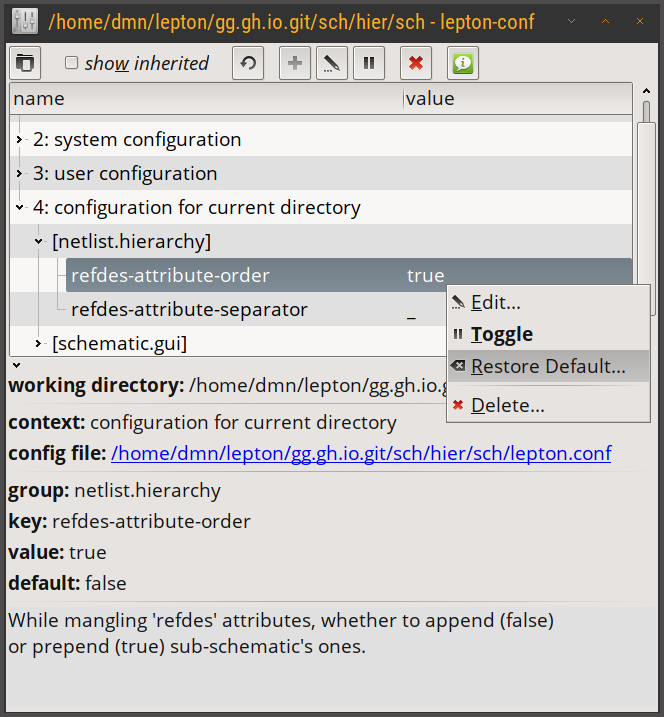 /home/dmn/lepton/gg.gh.io.git/sch/hier/sch - lepton-conf
show inherited
name value
2: system configuration
3: user configuration
4: configuration for current directory
[netlist.hierarchy]
refdes-attribute-order true
refdes-attribute-separator _
[schematic.gui]
Edit...
Toggle
Restore Default...
Delete...
working directory: /home/dmn/lepton/gg.gh.io.g
context: configuration for current directory
config file: /home/dmn/lepton/gg.gh.io.git/sch/hier/sch/lepton.conf
group: netlist.hierarchy
key: refdes-attribute-order
value: true
default: false
While mangling 'refdes' attributes, whether to append (false)
or prepend (true) sub-schematic's ones.